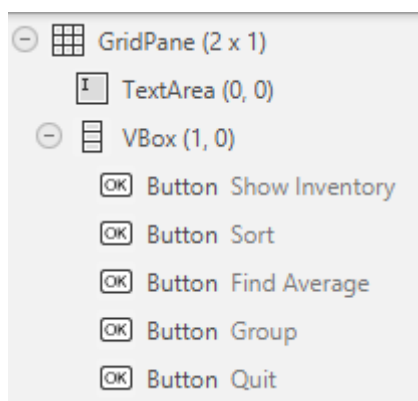 GridPane (2 x 1)
TextArea (0, 0)
VBox (1, 0)
OK Button Show Inventory
OK Button Sort
OK Button Find Average
OK Button Group
OK Button Quit